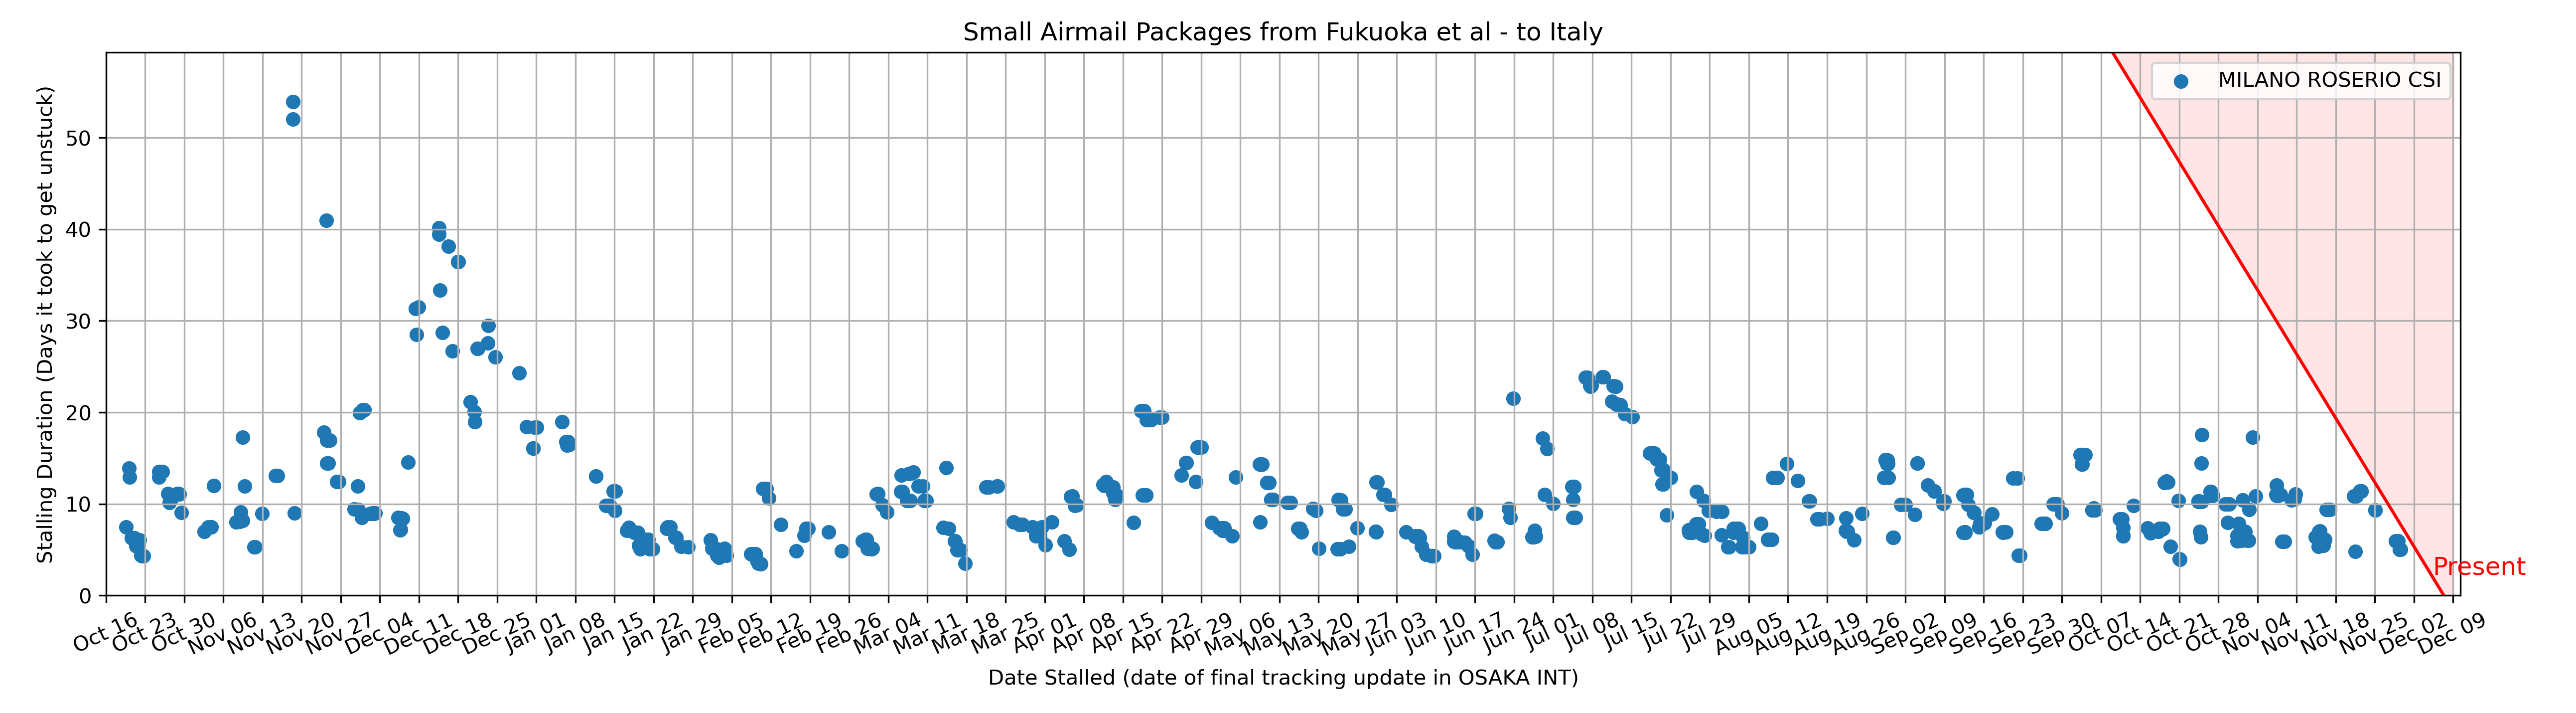 Small Airmail Packages from Fukuoka et al - to Italy
MILANO ROSERIO CSI
Stalling Duration (Days it took to get unstuck)
50
40
30
20
10
0
Present
Oct 16 Oct 23 Oct 30 Nov 06 Nov 13 Nov 20 Nov 27 Dec 04 Dec 11 Dec 18 Dec 25 Jan 01 Jan 08 Jan 15 Jan 22 Jan 29 Feb 05 Feb 12 Feb 19 Feb 26 Mar 04 Mar 11 Mar 18 Mar 25 Apr 01 Apr 08 Apr 15 Apr 22 Apr 29 May 06 May 13 May 20 May 27 Jun 03 Jun 10 Jun 17 Jun 24 Jul 01 Jul 08 Jul 15 Jul 22 Jul 29 Aug 05 Aug 12 Aug 19 Aug 26 Sep 02 Sep 09 Sep 16 Sep 23 Sep 30 Oct 07 Oct 14 Oct 21 Oct 28 Nov 04 Nov 11 Nov 18 Nov 25 Dec 02 Dec 09
Date Stalled (date of final tracking update in OSAKA INT)